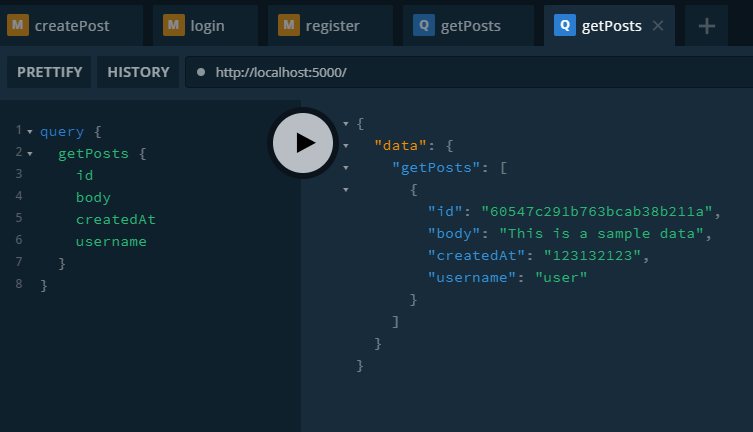 M createPost M login M register Q getPosts Q getPosts
PRETTIFY HISTORY http://localhost:5000/
1 query {
2 getPosts {
3 id
4 body
5 createdAt
6 username
7 }
8 }
{
"data": {
"getPosts": [
{
"id": "60547c291b763bcab38b211a",
"body": "This is a sample data",
"createdAt": "123132123",
"username": "user"
}
]
}
}